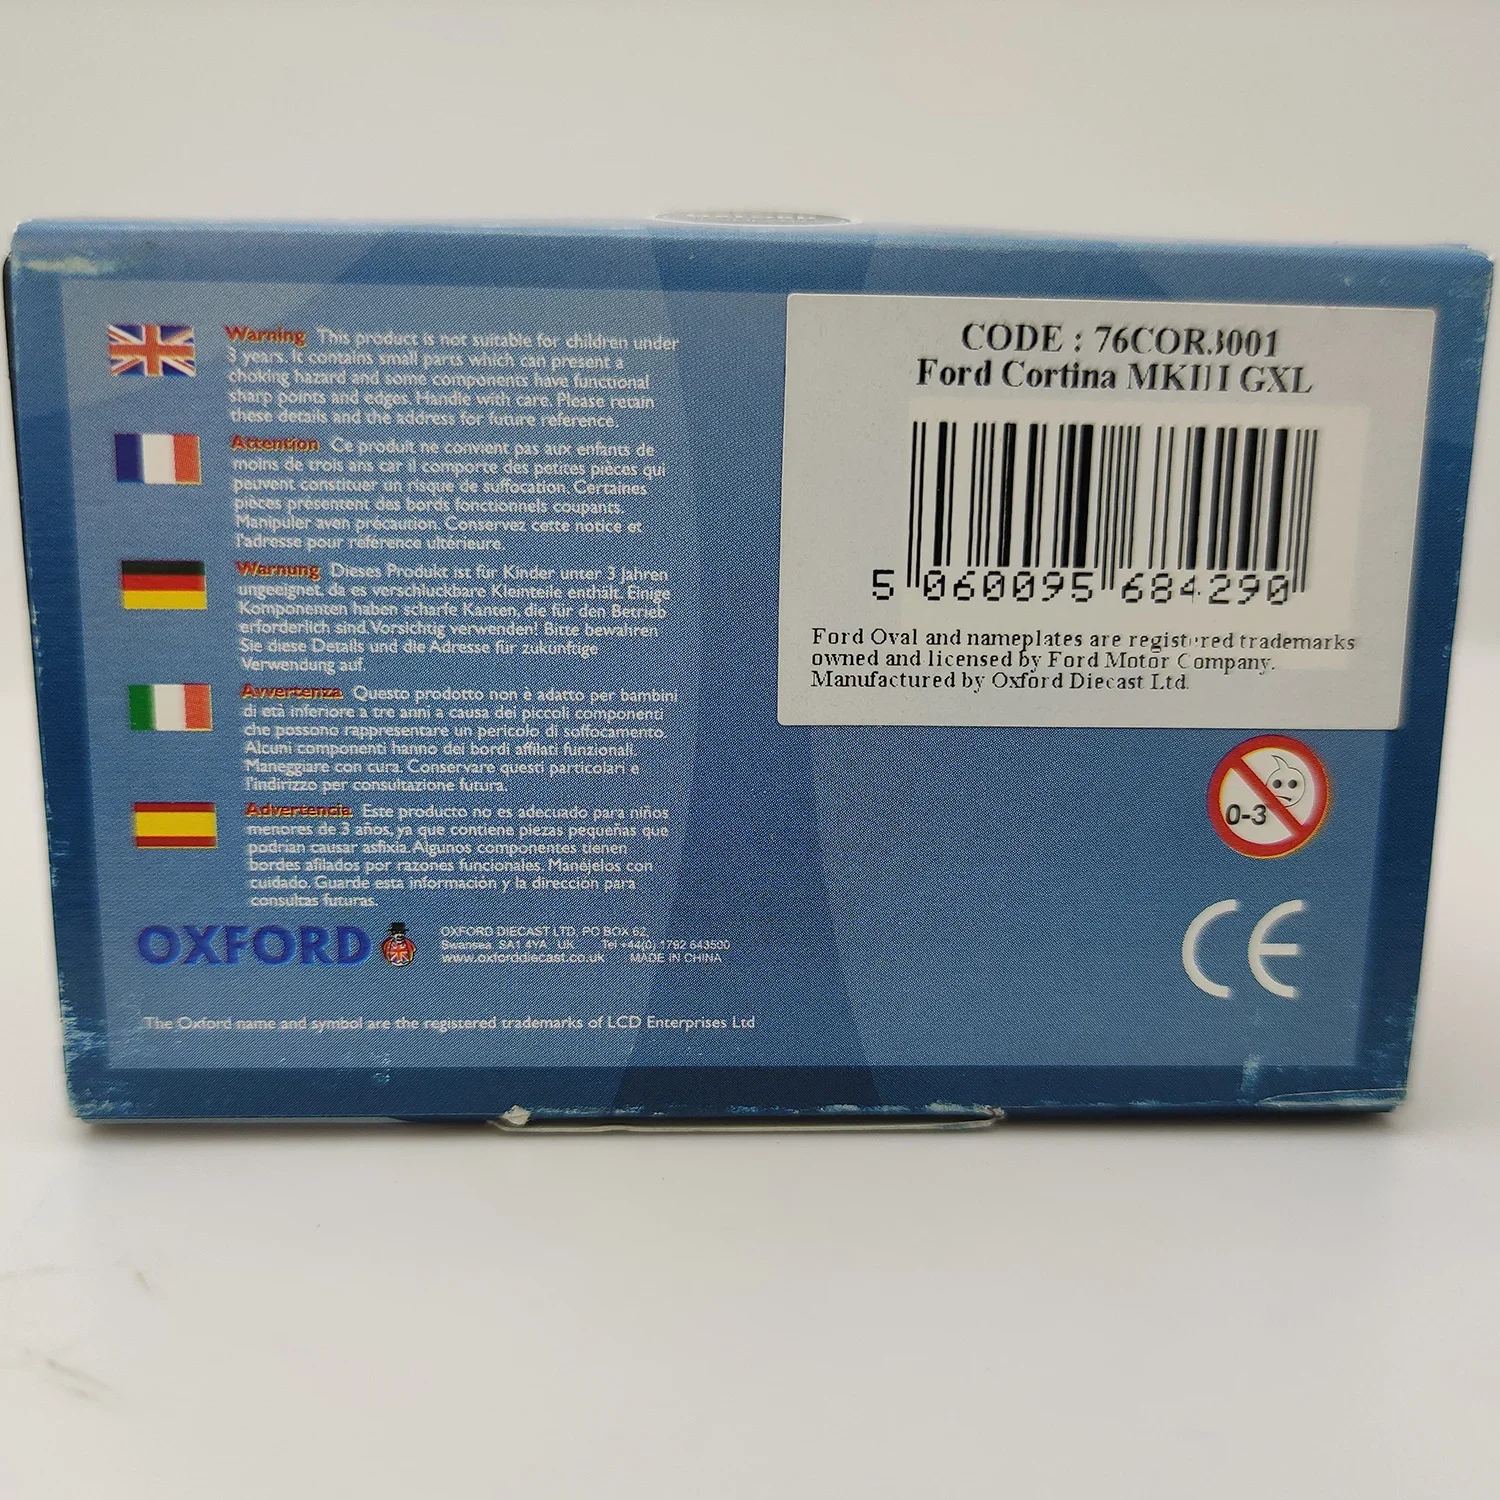 Warning This product is not suitable for children under
3 years. It contains small parts which can present a
choking hazard and some components have functional
sharp points and edges. Handle with care. Please retain
these details and the address for future reference.
Attention Ce produit ne convient pas aux enfants de
moins de trois ans car il comporte des petites pièces qui
peuvent constituer un risque de suffocation. Certaines
pièces présentent des bords fonctionnels coupants.
Manipuler aven précaution. Conservez cette notice et
l'adresse pour référence ultérieure.
Warnung Dieses Produkt ist für Kinder unter 3 Jahren
ungeeignet, da es verschluckbare Kleinteile enthält. Einige
Komponenten haben scharfe Kanten, die für den Betrieb
erforderlich sind. Vorsichtig verwenden! Bitte bewahren
Sie diese Details und die Adresse für zukünftige
Verwendung auf.
Avvertenza Questo prodotto non è adatto per bambini
di età inferiore a tre anni a causa dei piccoli componenti
che possono rappresentare un pericolo di soffocamento.
Alcuni componenti hanno dei bordi affilati funzionali.
Maneggiare con cura. Conservare questi particolari e
l'indirizzo per consultazione futura.
Advertencia Este producto no es adecuado para niños
menores de 3 años, ya que contiene piezas pequeñas que
podrían causar asfixia. Algunos componentes tienen
bordes afilados por razones funcionales. Manéjelos con
cuidado. Guarde esta información y la dirección para
consultas futuras.
OXFORD
OXFORD DIECAST LTD, PO BOX 62,
Swansea. SA1 4YA UK Tel +44(0) 1792 643500
www.oxforddiecast.co.uk MADE IN CHINA
The Oxford name and symbol are the registered trademarks of LCD Enterprises Ltd
CODE : 76COR3001
Ford Cortina MKIII GXL
5 060095 684290
Ford Oval and nameplates are registered trademarks
owned and licensed by Ford Motor Company.
Manufactured by Oxford Diecast Ltd.
0-3
CE